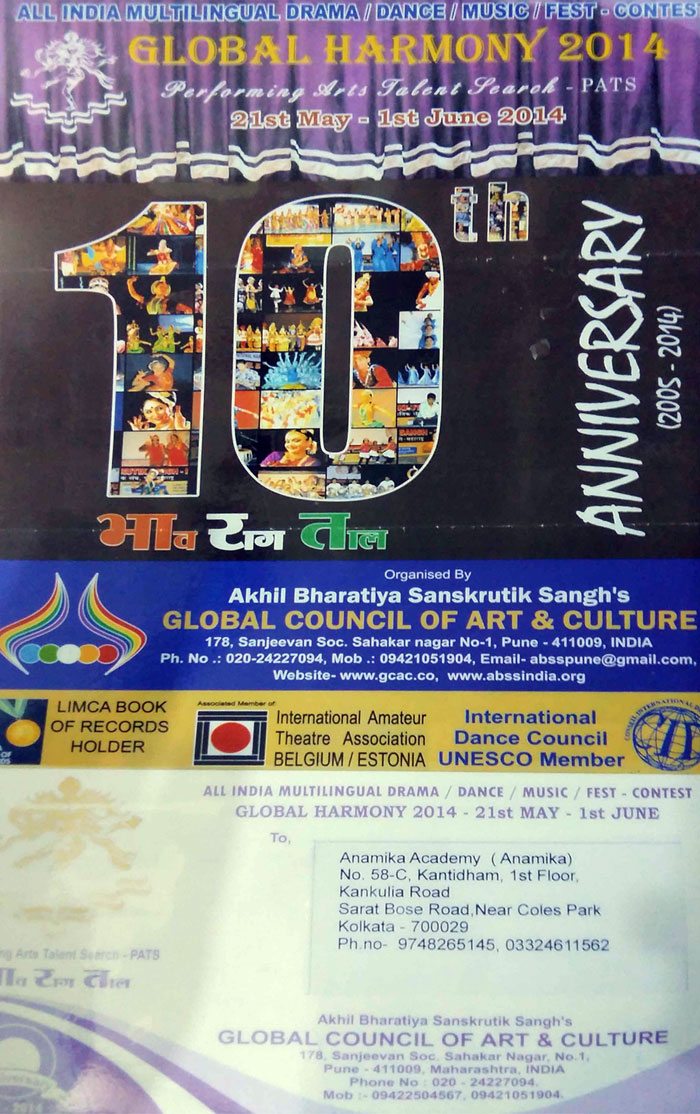 ALL INDIA MULTILINGUAL DRAMA / DANCE / MUSIC / FEST - CONTES
GLOBAL HARMONY 2014
Performing Arts Talent Search - PATS
21st May - 1st June 2014
10th
ANNIVERSARY
(2005 - 2014)
भाव राग ताल
Organised By
Akhil Bharatiya Sanskrutik Sangh's
GLOBAL COUNCIL OF ART & CULTURE
178, Sanjeevan Soc. Sahakar nagar No-1, Pune - 411009, INDIA
Ph. No .: 020-24227094, Mob .: 09421051904, Email- absspune@gmail.com,
Website- www.gcac.co, www.abssindia.org
LIMCA BOOK
OF RECORDS
HOLDER
Associated Member of:
International Amateur
Theatre Association
BELGIUM / ESTONIA
International
Dance Council
UNESCO Member
ALL INDIA MULTILINGUAL DRAMA / DANCE / MUSIC / FEST - CONTEST
GLOBAL HARMONY 2014 - 21st MAY - 1st JUNE
To,
Anamika Academy ( Anamika)
No. 58-C, Kantidham, 1st Floor,
Kankulia Road
Sarat Bose Road,Near Coles Park
Kolkata - 700029
Ph.no- 9748265145, 03324611562
ng Arts Talent Search - PATS
भाव राग ताल
Akhil Bharatiya Sanskrutik Sangh's
GLOBAL COUNCIL OF ART & CULTURE
178, Sanjeevan Soc. Sahakar Nagar, No.1,
Pune - 411009, Maharashtra, INDIA
Phone No : 020 - 24227094.
Mob :- 09422504567, 09421051904.
2014